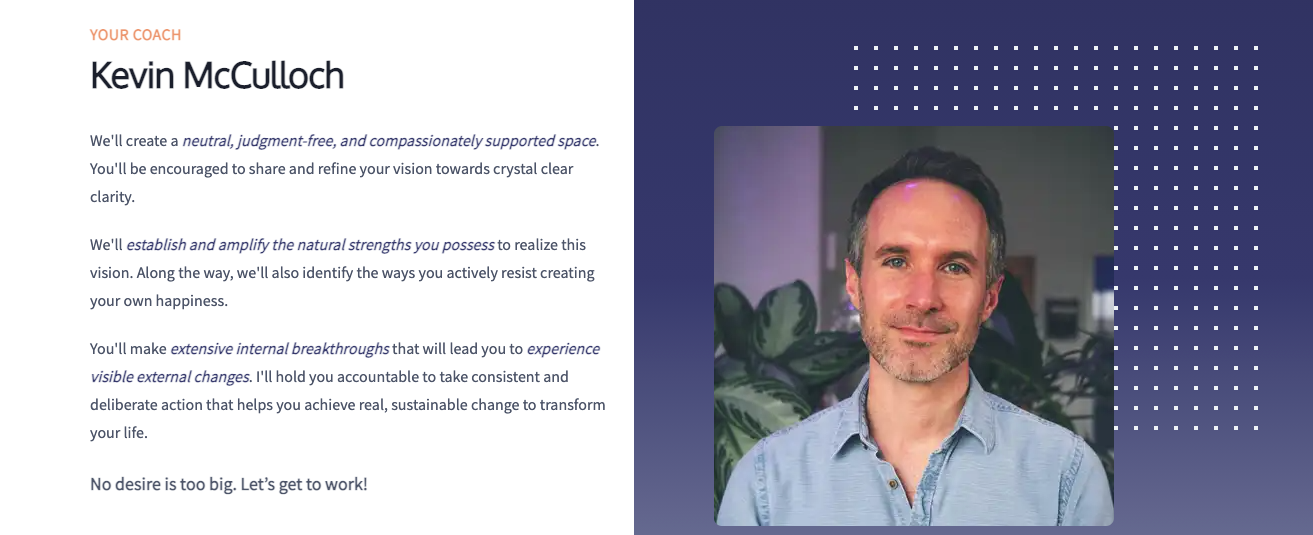 YOUR COACH
Kevin McCulloch
We'll create a neutral, judgment-free, and compassionately supported space.
You'll be encouraged to share and refine your vision towards crystal clear
clarity.
We'll establish and amplify the natural strengths you possess to realize this
vision. Along the way, we'll also identify the ways you actively resist creating
your own happiness.
You'll make extensive internal breakthroughs that will lead you to experience
visible external changes. I'll hold you accountable to take consistent and
deliberate action that helps you achieve real, sustainable change to transform
your life.
No desire is too big. Let’s get to work!